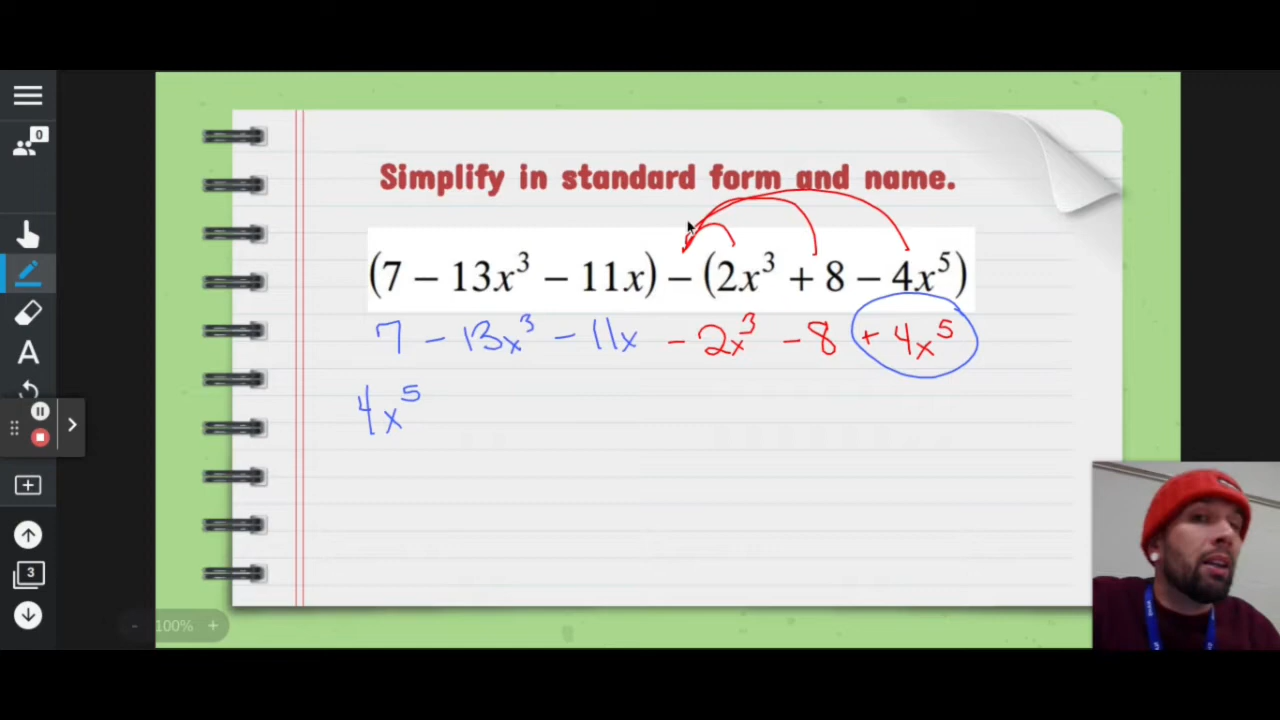 0
Simplify in standard form and name.
(7 − 13x³ − 11x) − (2x³ + 8 − 4x⁵)
7 − 13x³ − 11x − 2x³ − 8 + 4x⁵
4x⁵
A
3
- 100% +